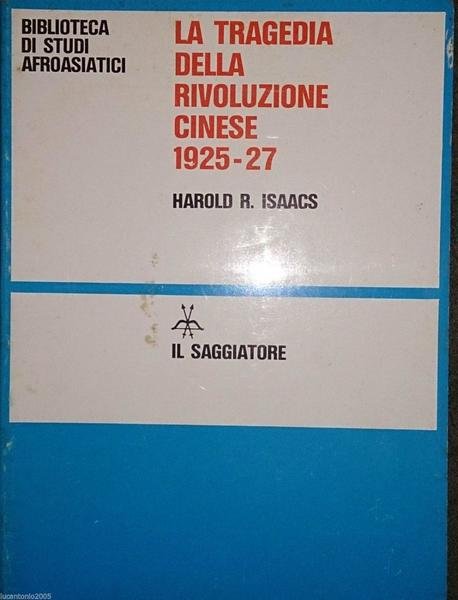 BIBLIOTECA
DI STUDI
AFROASIATICI
LA TRAGEDIA
DELLA
RIVOLUZIONE
CINESE
1925-27
HAROLD R. ISAACS
IL SAGGIATORE
lucantonio2005